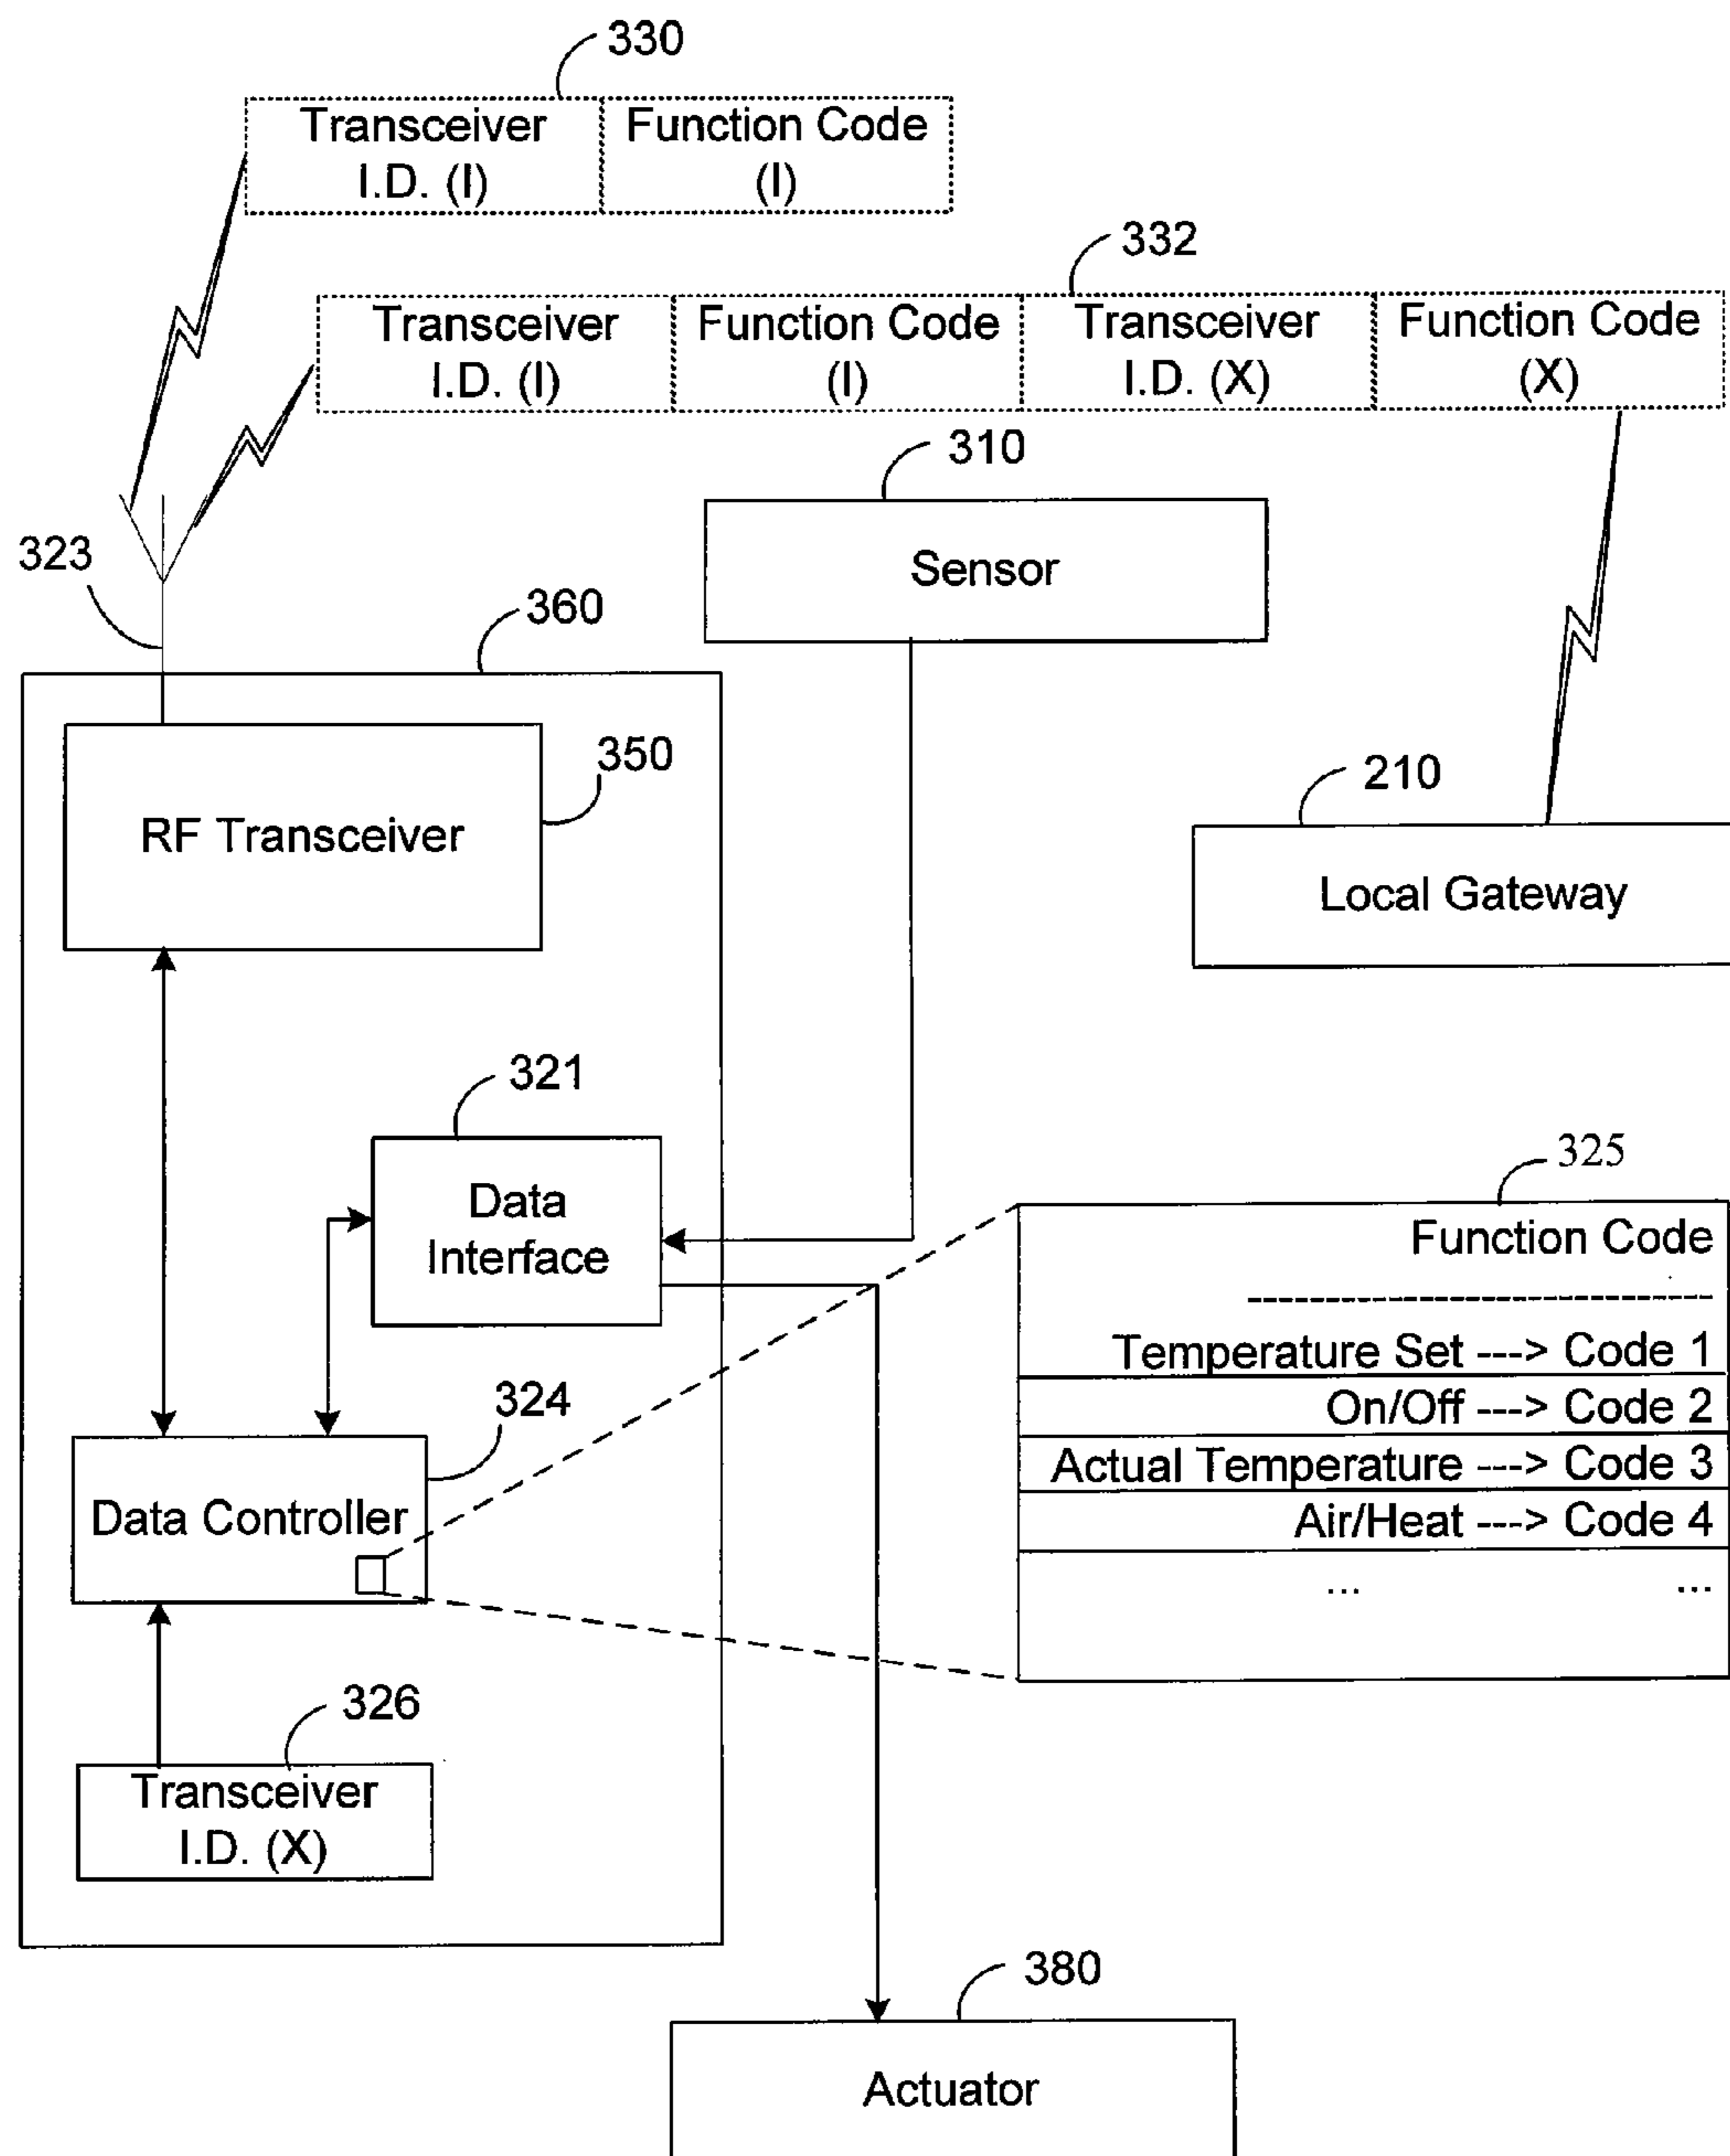 330
Transceiver I.D. (I)
Function Code (I)
332
Transceiver I.D. (I)
Function Code (I)
Transceiver I.D. (X)
Function Code (X)
310
Sensor
323
360
350
RF Transceiver
210
Local Gateway
321
Data Interface
325
Function Code
--------------------------------
Temperature Set ---> Code 1
On/Off ---> Code 2
Actual Temperature ---> Code 3
Air/Heat ---> Code 4
... ...
324
Data Controller
326
Transceiver I.D. (X)
380
Actuator